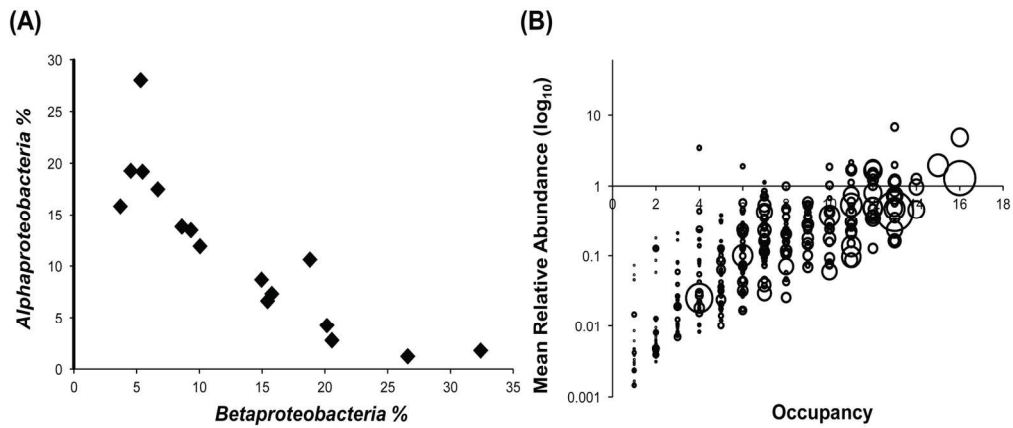 (A)
30
25
20
15
10
5
0
Alphaproteobacteria %
0 5 10 15 20 25 30 35
Betaproteobacteria %
(B)
Mean Relative Abundance (log10)
10
1
0.1
0.01
0.001
0 2 4 6 8 10 12 14 16 18
Occupancy